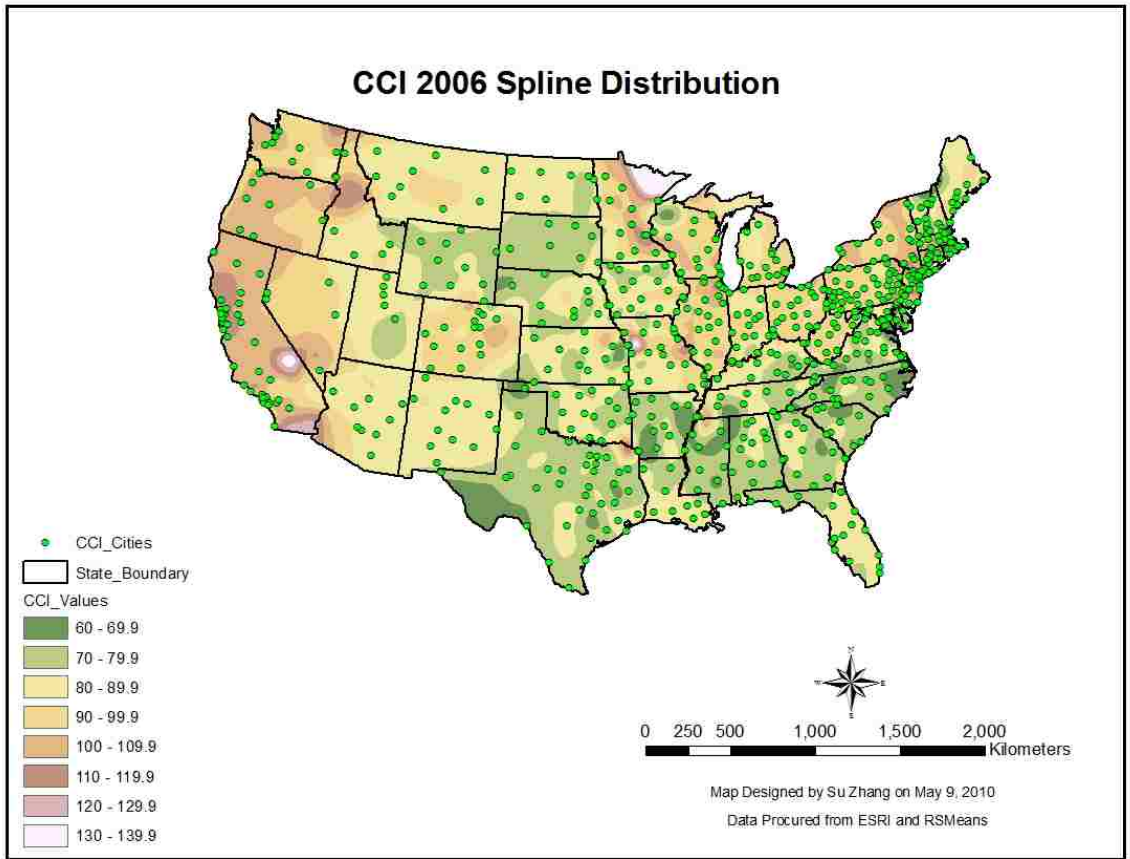 CCI 2006 Spline Distribution
CCI_Cities
State_Boundary
CCI_Values
60 - 69.9
70 - 79.9
80 - 89.9
90 - 99.9
100 - 109.9
110 - 119.9
120 - 129.9
130 - 139.9
N
W E
S
0 250 500 1,000 1,500 2,000
Kilometers
Map Designed by Su Zhang on May 9, 2010
Data Procured from ESRI and RSMeans